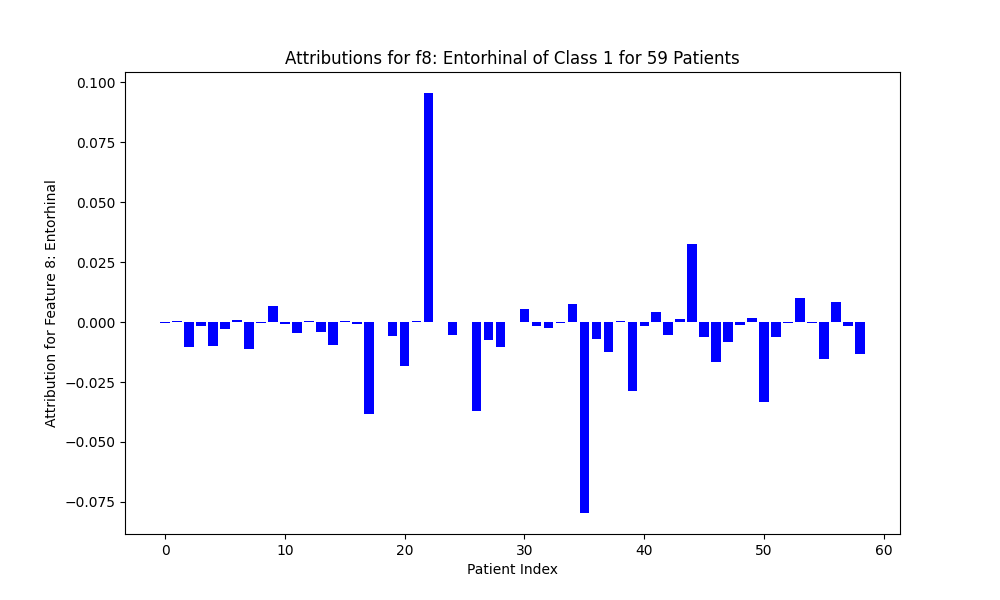 Attributions for f8: Entorhinal of Class 1 for 59 Patients
0.100
0.075
0.050
0.025
0.000
−0.025
−0.050
−0.075
Attribution for Feature 8: Entorhinal
0 10 20 30 40 50 60
Patient Index